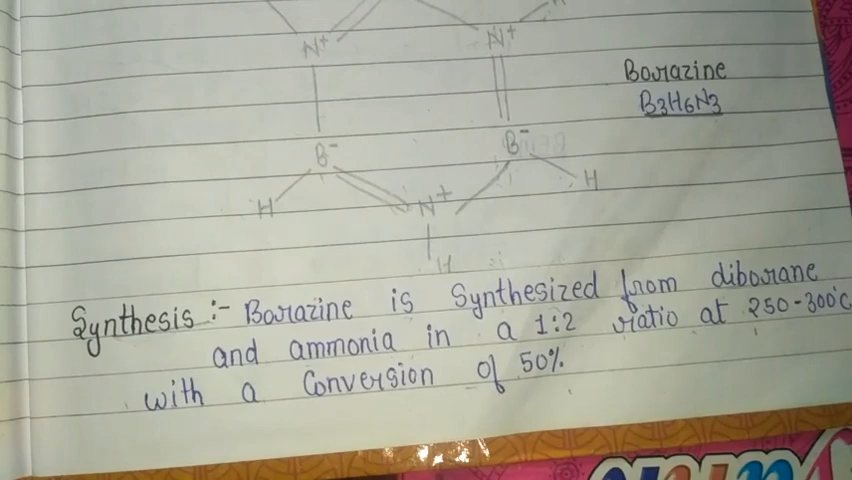 N+ N+ H
Borazine
B3H6N3
B- B-
H N+ H
H
Synthesis :- Borazine is Synthesized from diborane
and ammonia in a 1:2 ratio at 250-300°C
with a Conversion of 50%